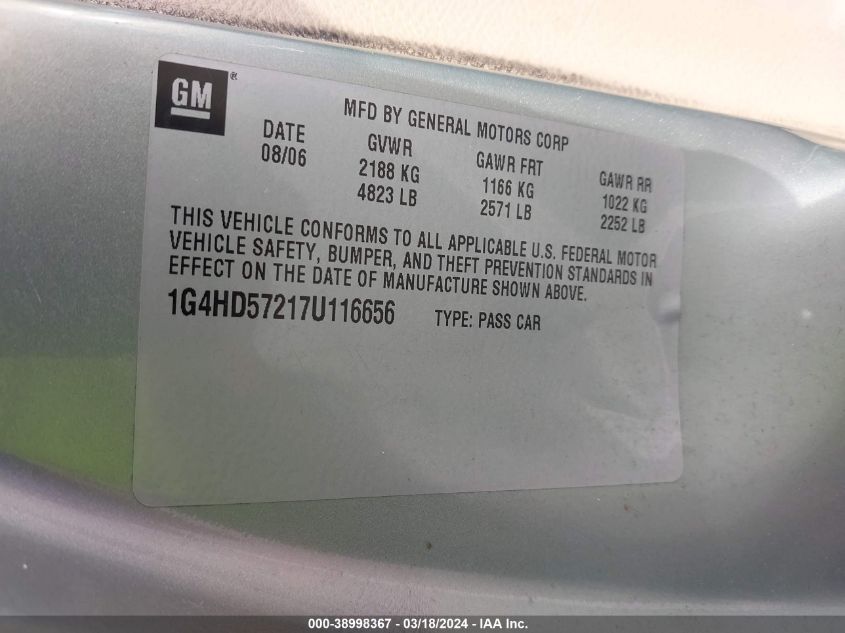 GM®
MFD BY GENERAL MOTORS CORP
DATE GVWR GAWR FRT GAWR RR
08/06 2188 KG 1166 KG 1022 KG
4823 LB 2571 LB 2252 LB
THIS VEHICLE CONFORMS TO ALL APPLICABLE U.S. FEDERAL MOTOR
VEHICLE SAFETY, BUMPER, AND THEFT PREVENTION STANDARDS IN
EFFECT ON THE DATE OF MANUFACTURE SHOWN ABOVE.
1G4HD57217U116656 TYPE: PASS CAR
000-38998367 - 03/18/2024 - IAA Inc.